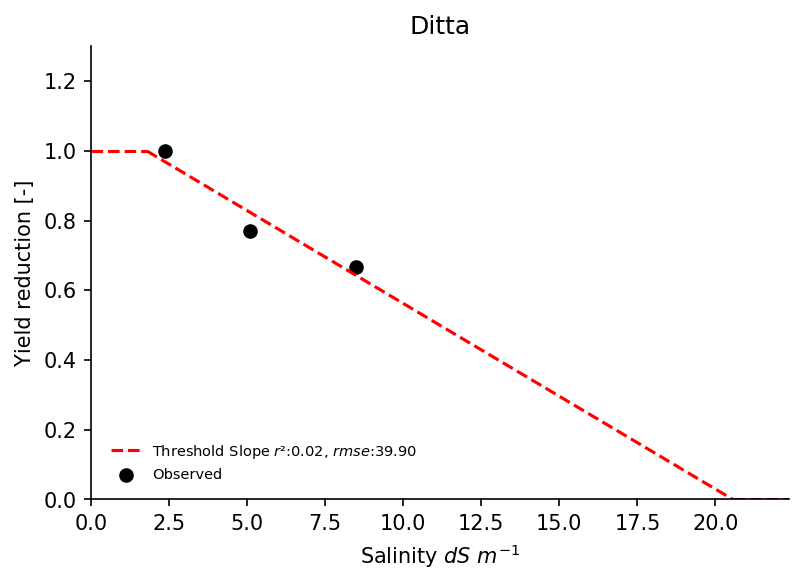 Ditta
Yield reduction [-]
1.2
1.0
0.8
0.6
0.4
0.2
0.0
Threshold Slope r²:0.02, rmse:39.90
Observed
0.0 2.5 5.0 7.5 10.0 12.5 15.0 17.5 20.0
Salinity dS m⁻¹